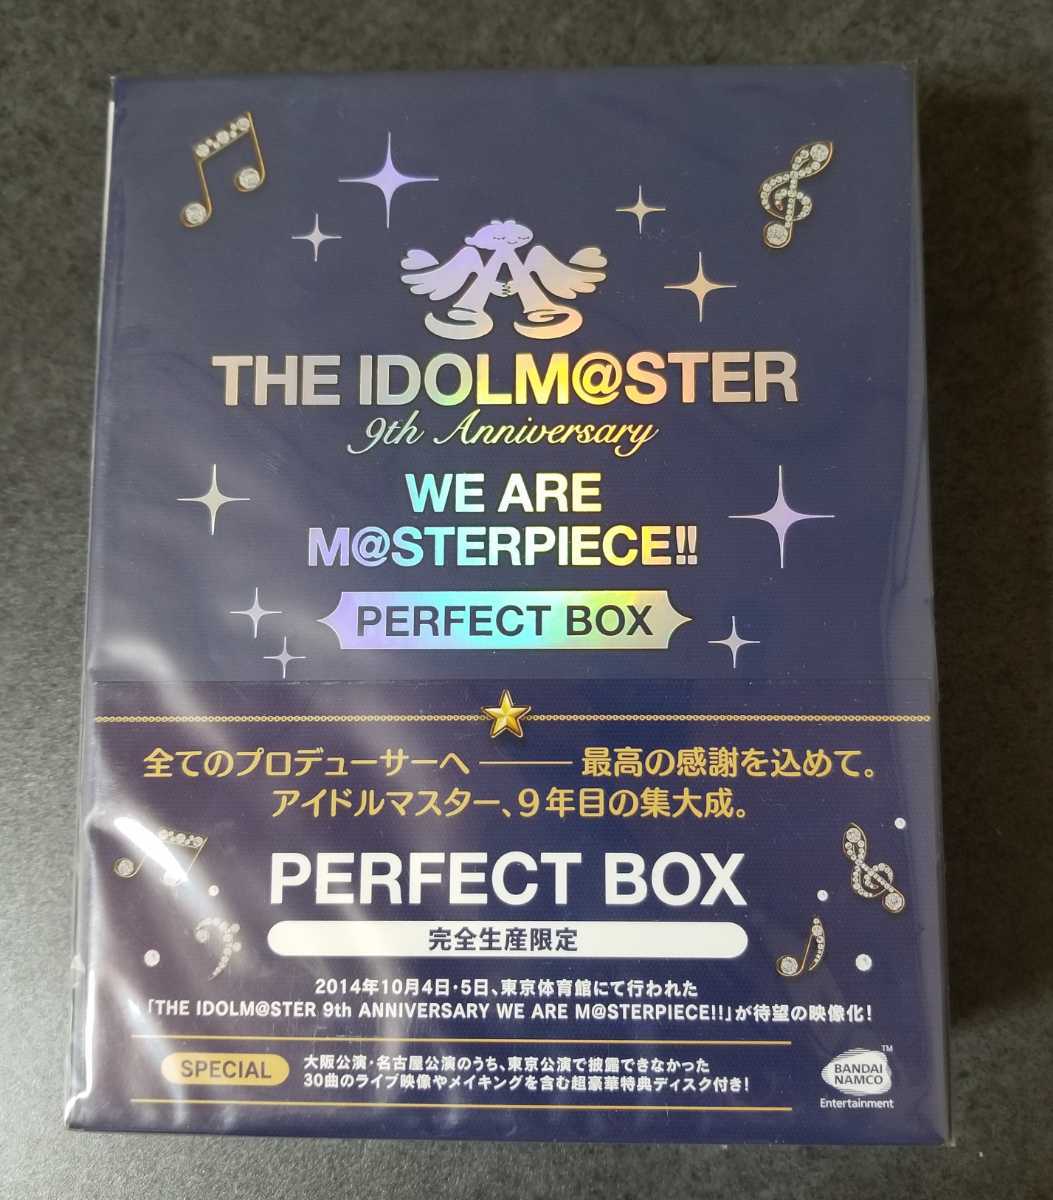 THE IDOLM@STER
9th Anniversary
WE ARE
M@STERPIECE!!
PERFECT BOX
全てのプロデューサーへ ── 最高の感謝を込めて。
アイドルマスター、9年目の集大成。
PERFECT BOX
完全生産限定
2014年10月4日・5日、東京体育館にて行われた
「THE IDOLM@STER 9th ANNIVERSARY WE ARE M@STERPIECE!!」が待望の映像化!
SPECIAL
大阪公演・名古屋公演のうち、東京公演で披露できなかった
30曲のライブ映像やメイキングを含む超豪華特典ディスク付き!
BANDAI
NAMCO
TM
Entertainment